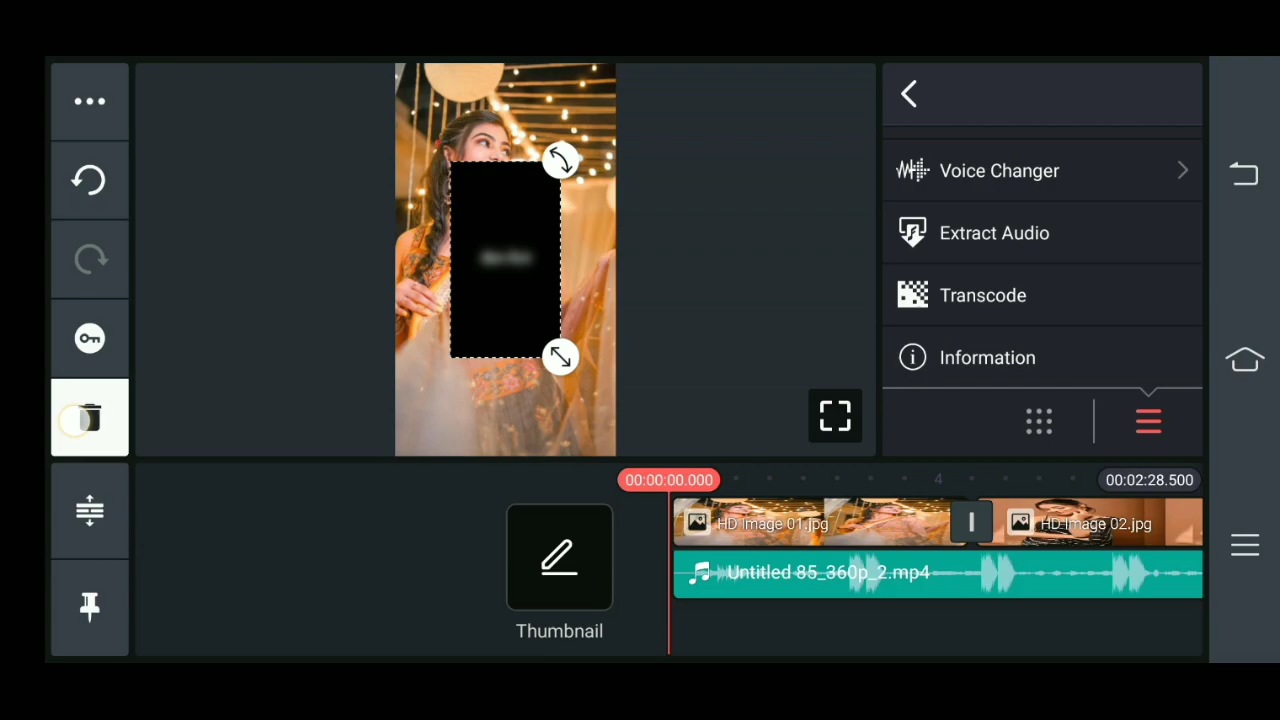 Voice Changer
Extract Audio
Transcode
Information
00:00:00.000
4
00:02:28.500
HD Image 01.jpg
HD Image 02.jpg
Untitled 85_360p_2.mp4
Thumbnail